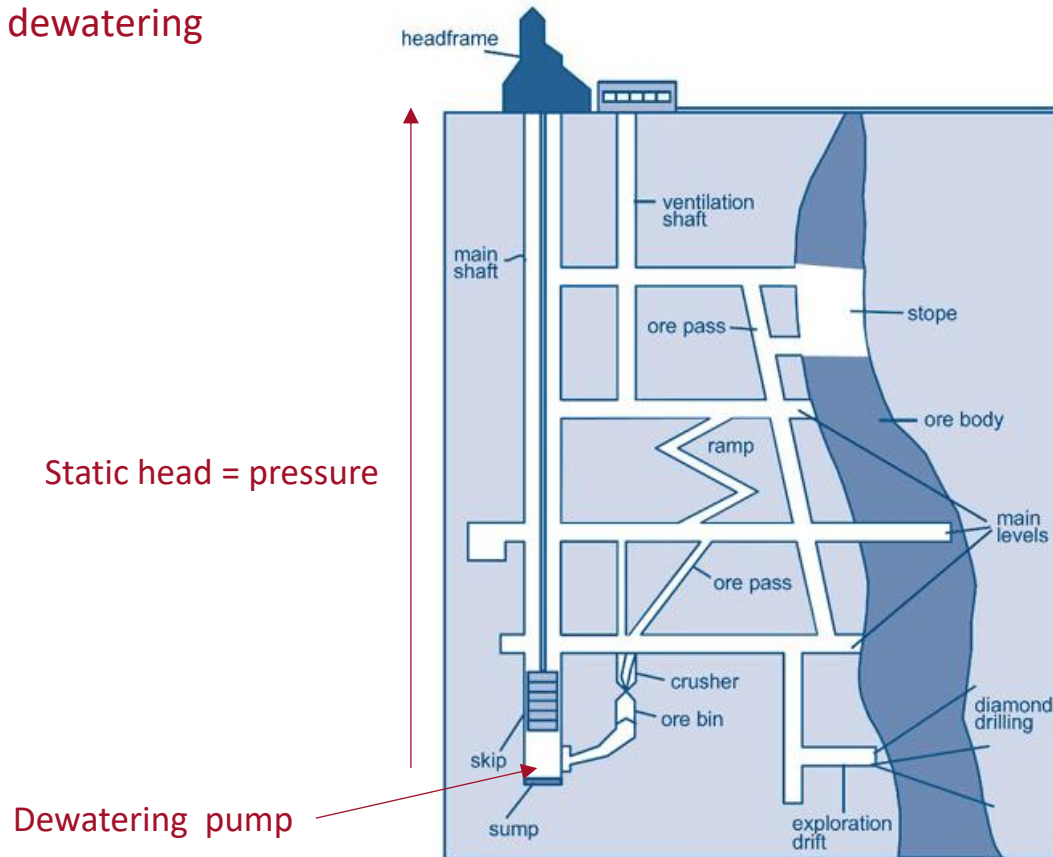 dewatering
headframe
ventilation
shaft
main
shaft
ore pass
stope
ore body
ramp
Static head = pressure
main
levels
ore pass
crusher
ore bin
diamond
drilling
skip
Dewatering pump
sump
exploration
drift